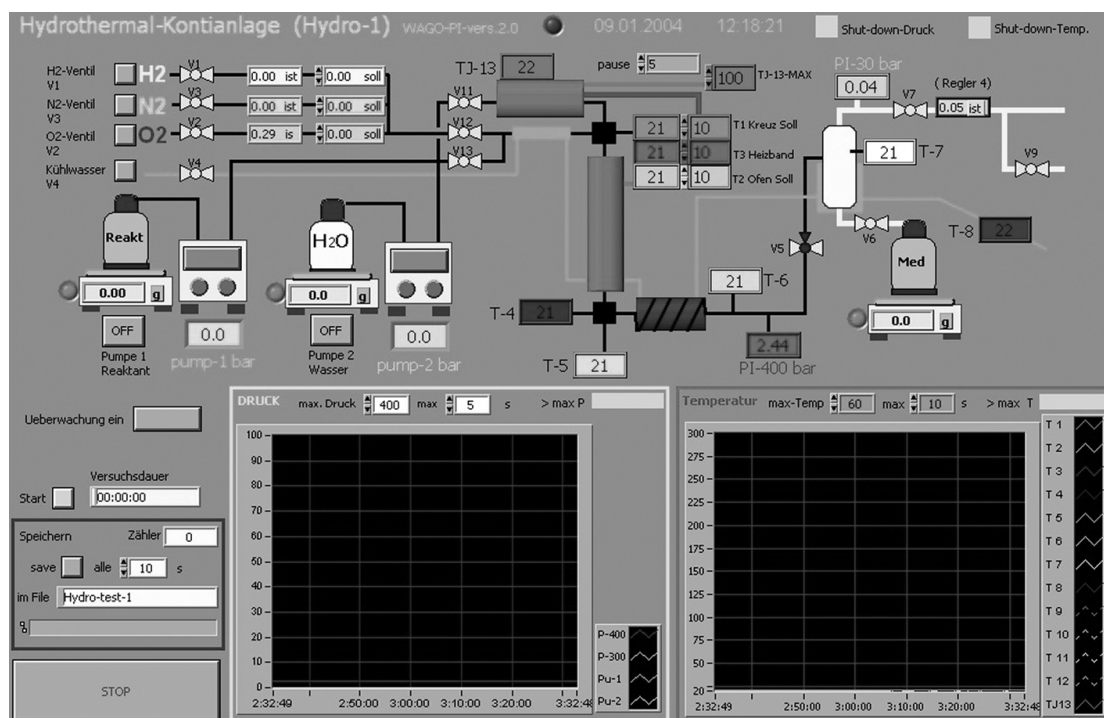 Hydrothermal-Kontianlage (Hydro-1) WAGO-PI-vers.2.0 09.01.2004 12:18:21 Shut-down-Druck Shut-down-Temp.
H2-Ventil V1 H2 V1 0.00 ist 0.00 soll
N2-Ventil V3 N2 V3 0.00 ist 0.00 soll
O2-Ventil V2 O2 V2 0.29 is 0.00 soll
Kühlwasser V4 V4
V11
V12
V13
TJ-13 22
pause 5
100 TJ-13-MAX
21 10 T1 Kreuz Soll
21 10 T3 Heizband
21 10 T2 Ofen Soll
PI-30 bar
0.04
V7
(Regler 4)
0.05 ist
V9
21 T-7
V6
T-8 22
V5
Reakt
0.00 g
OFF
Pumpe 1
Reaktant
0.0
pump-1 bar
H2O
0.0 g
OFF
Pumpe 2
Wasser
0.0
pump-2 bar
T-4 21
T-5 21
21 T-6
2.44
PI-400 bar
Med
0.0 g
Ueberwachung ein
Versuchsdauer
Start 00:00:00
Speichern Zähler 0
save alle 10 s
im File Hydro-test-1
STOP
DRUCK max. Druck 400 max 5 s > max P
100
90
80
70
60
50
40
30
20
10
0
2:32:49 2:50:00 3:00:00 3:10:00 3:20:00 3:32:48
P-400
P-300
Pu-1
Pu-2
Temperatur max-Temp 60 max 10 s > max T
300
275
250
225
200
175
150
125
100
75
50
20
2:32:49 2:50:00 3:00:00 3:10:00 3:20:00 3:32:48
T 1
T 2
T 3
T 4
T 5
T 6
T 7
T 8
T 9
T 10
T 11
T 12
TJ13